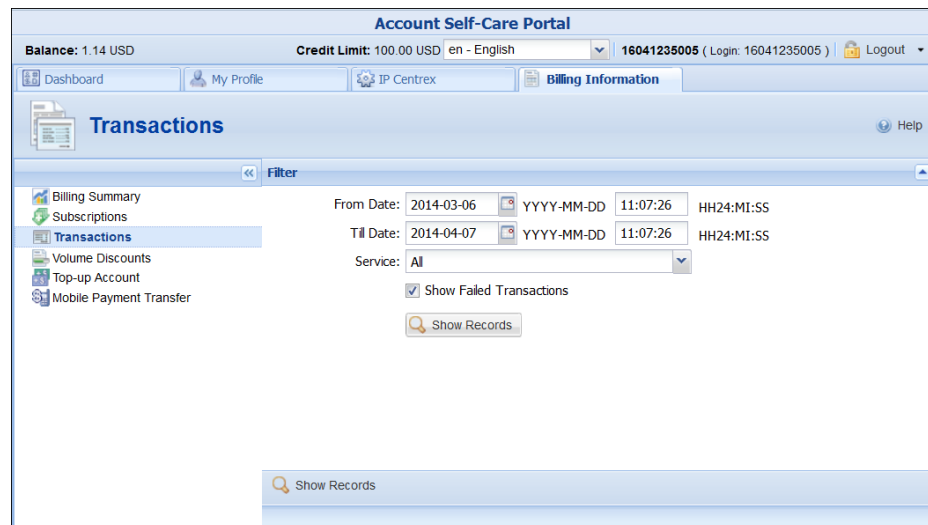 Account Self-Care Portal
Balance: 1.14 USD Credit Limit: 100.00 USD en - English 16041235005 ( Login: 16041235005 ) Logout
Dashboard My Profile IP Centrex Billing Information
Transactions Help
Filter
Billing Summary
Subscriptions
Transactions
Volume Discounts
Top-up Account
Mobile Payment Transfer
From Date: 2014-03-06 YYYY-MM-DD 11:07:26 HH24:MI:SS
Till Date: 2014-04-07 YYYY-MM-DD 11:07:26 HH24:MI:SS
Service: All
Show Failed Transactions
Show Records
Show Records